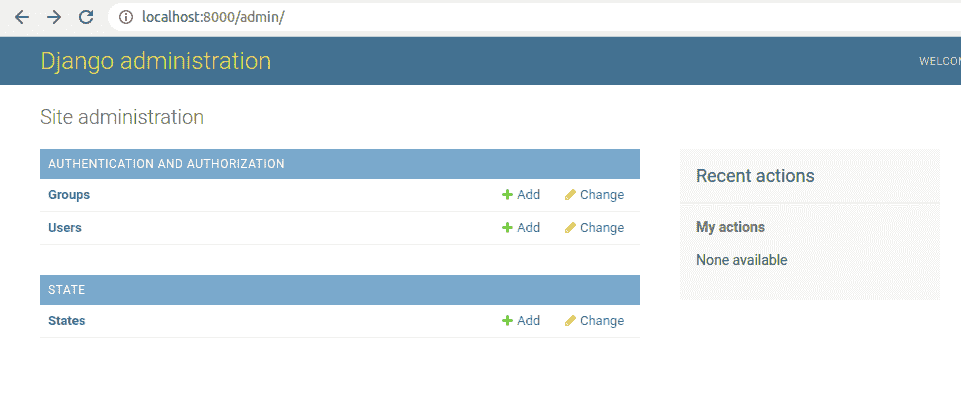 localhost:8000/admin/
Django administration
WELCO
Site administration
AUTHENTICATION AND AUTHORIZATION
Groups Add Change
Users Add Change
STATE
States Add Change
Recent actions
My actions
None available